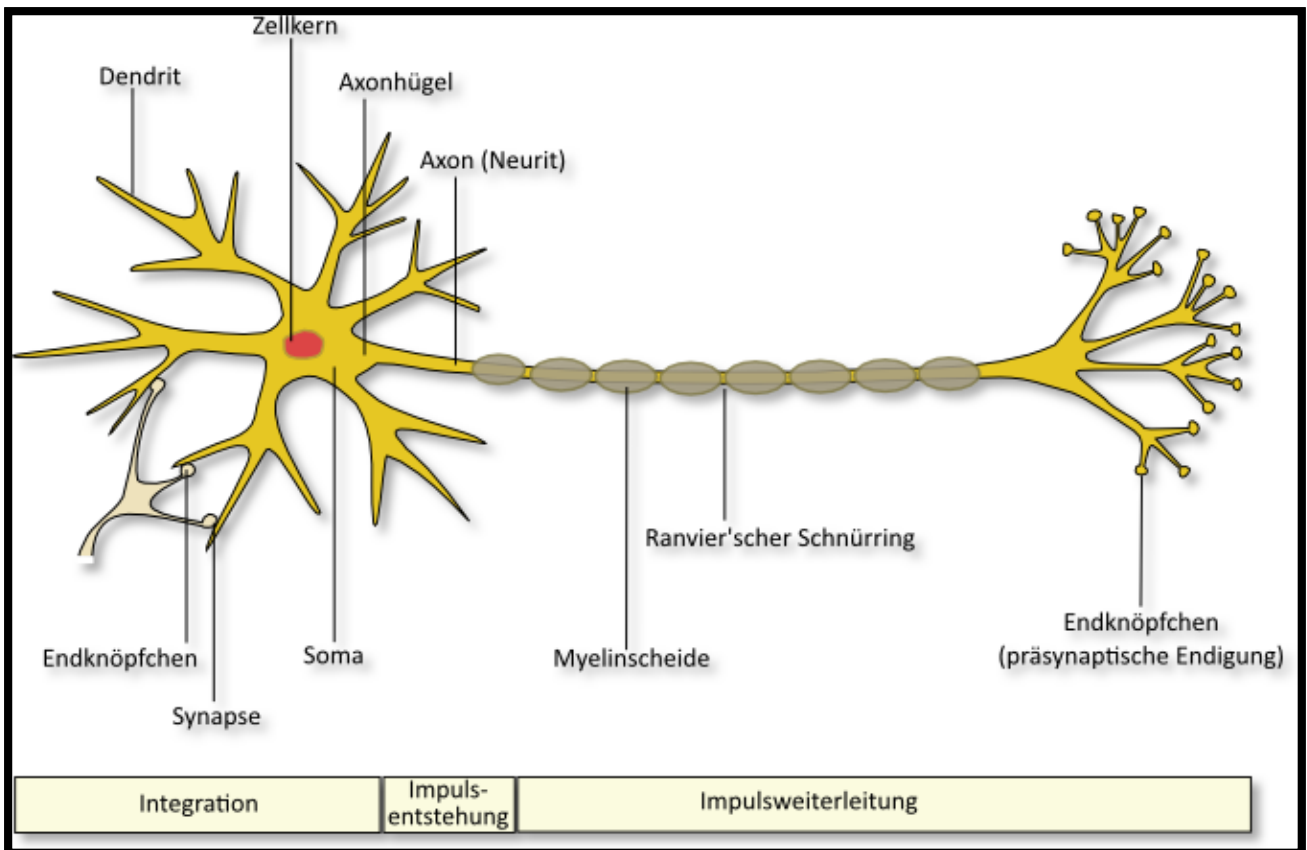 Zellkern
Dendrit
Axonhügel
Axon (Neurit)
Ranvier'scher Schnürring
Endknöpfchen
(präsynaptische Endigung)
Endknöpfchen
Soma
Myelinscheide
Synapse
Integration
Impuls-
entstehung
Impulsweiterleitung